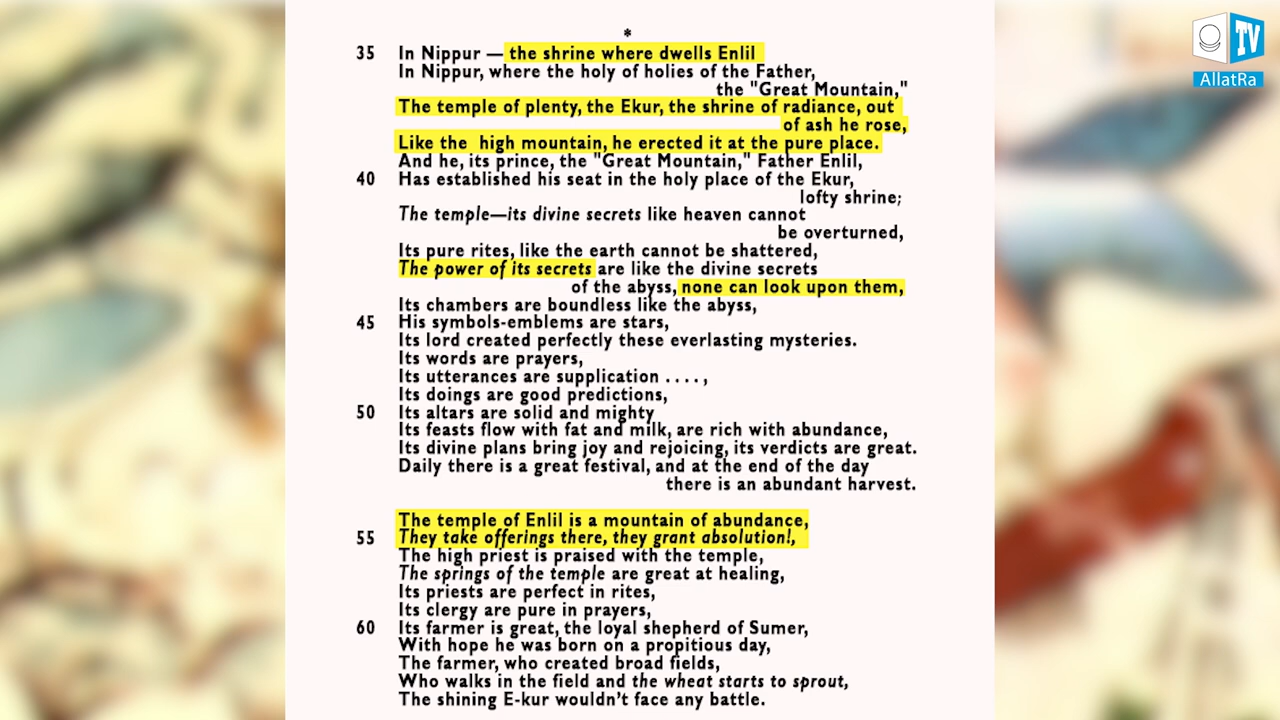 *
35 In Nippur — the shrine where dwells Enlil
In Nippur, where the holy of holies of the Father,
the "Great Mountain,"
The temple of plenty, the Ekur, the shrine of radiance, out
of ash he rose,
Like the high mountain, he erected it at the pure place.
And he, its prince, the "Great Mountain," Father Enlil,
40 Has established his seat in the holy place of the Ekur,
lofty shrine;
The temple—its divine secrets like heaven cannot
be overturned,
Its pure rites, like the earth cannot be shattered,
The power of its secrets are like the divine secrets
of the abyss, none can look upon them,
Its chambers are boundless like the abyss,
45 His symbols-emblems are stars,
Its lord created perfectly these everlasting mysteries.
Its words are prayers,
Its utterances are supplication . . . . ,
Its doings are good predictions,
50 Its altars are solid and mighty
Its feasts flow with fat and milk, are rich with abundance,
Its divine plans bring joy and rejoicing, its verdicts are great.
Daily there is a great festival, and at the end of the day
there is an abundant harvest.
The temple of Enlil is a mountain of abundance,
55 They take offerings there, they grant absolution!,
The high priest is praised with the temple,
The springs of the temple are great at healing,
Its priests are perfect in rites,
Its clergy are pure in prayers,
60 Its farmer is great, the loyal shepherd of Sumer,
With hope he was born on a propitious day,
The farmer, who created broad fields,
Who walks in the field and the wheat starts to sprout,
The shining E-kur wouldn't face any battle.
TV
AllatRa